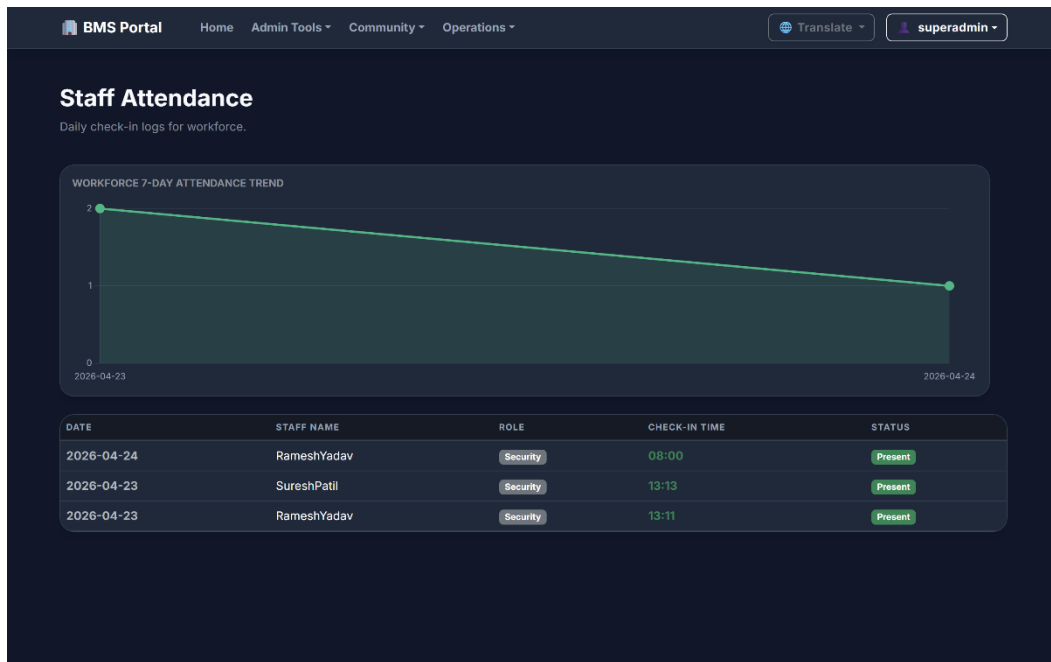 BMS Portal Home Admin Tools Community Operations Translate superadmin
Staff Attendance
Daily check-in logs for workforce.
WORKFORCE 7-DAY ATTENDANCE TREND
2
1
0
2026-04-23 2026-04-24
DATE STAFF NAME ROLE CHECK-IN TIME STATUS
2026-04-24 RameshYadav Security 08:00 Present
2026-04-23 SureshPatil Security 13:13 Present
2026-04-23 RameshYadav Security 13:11 Present